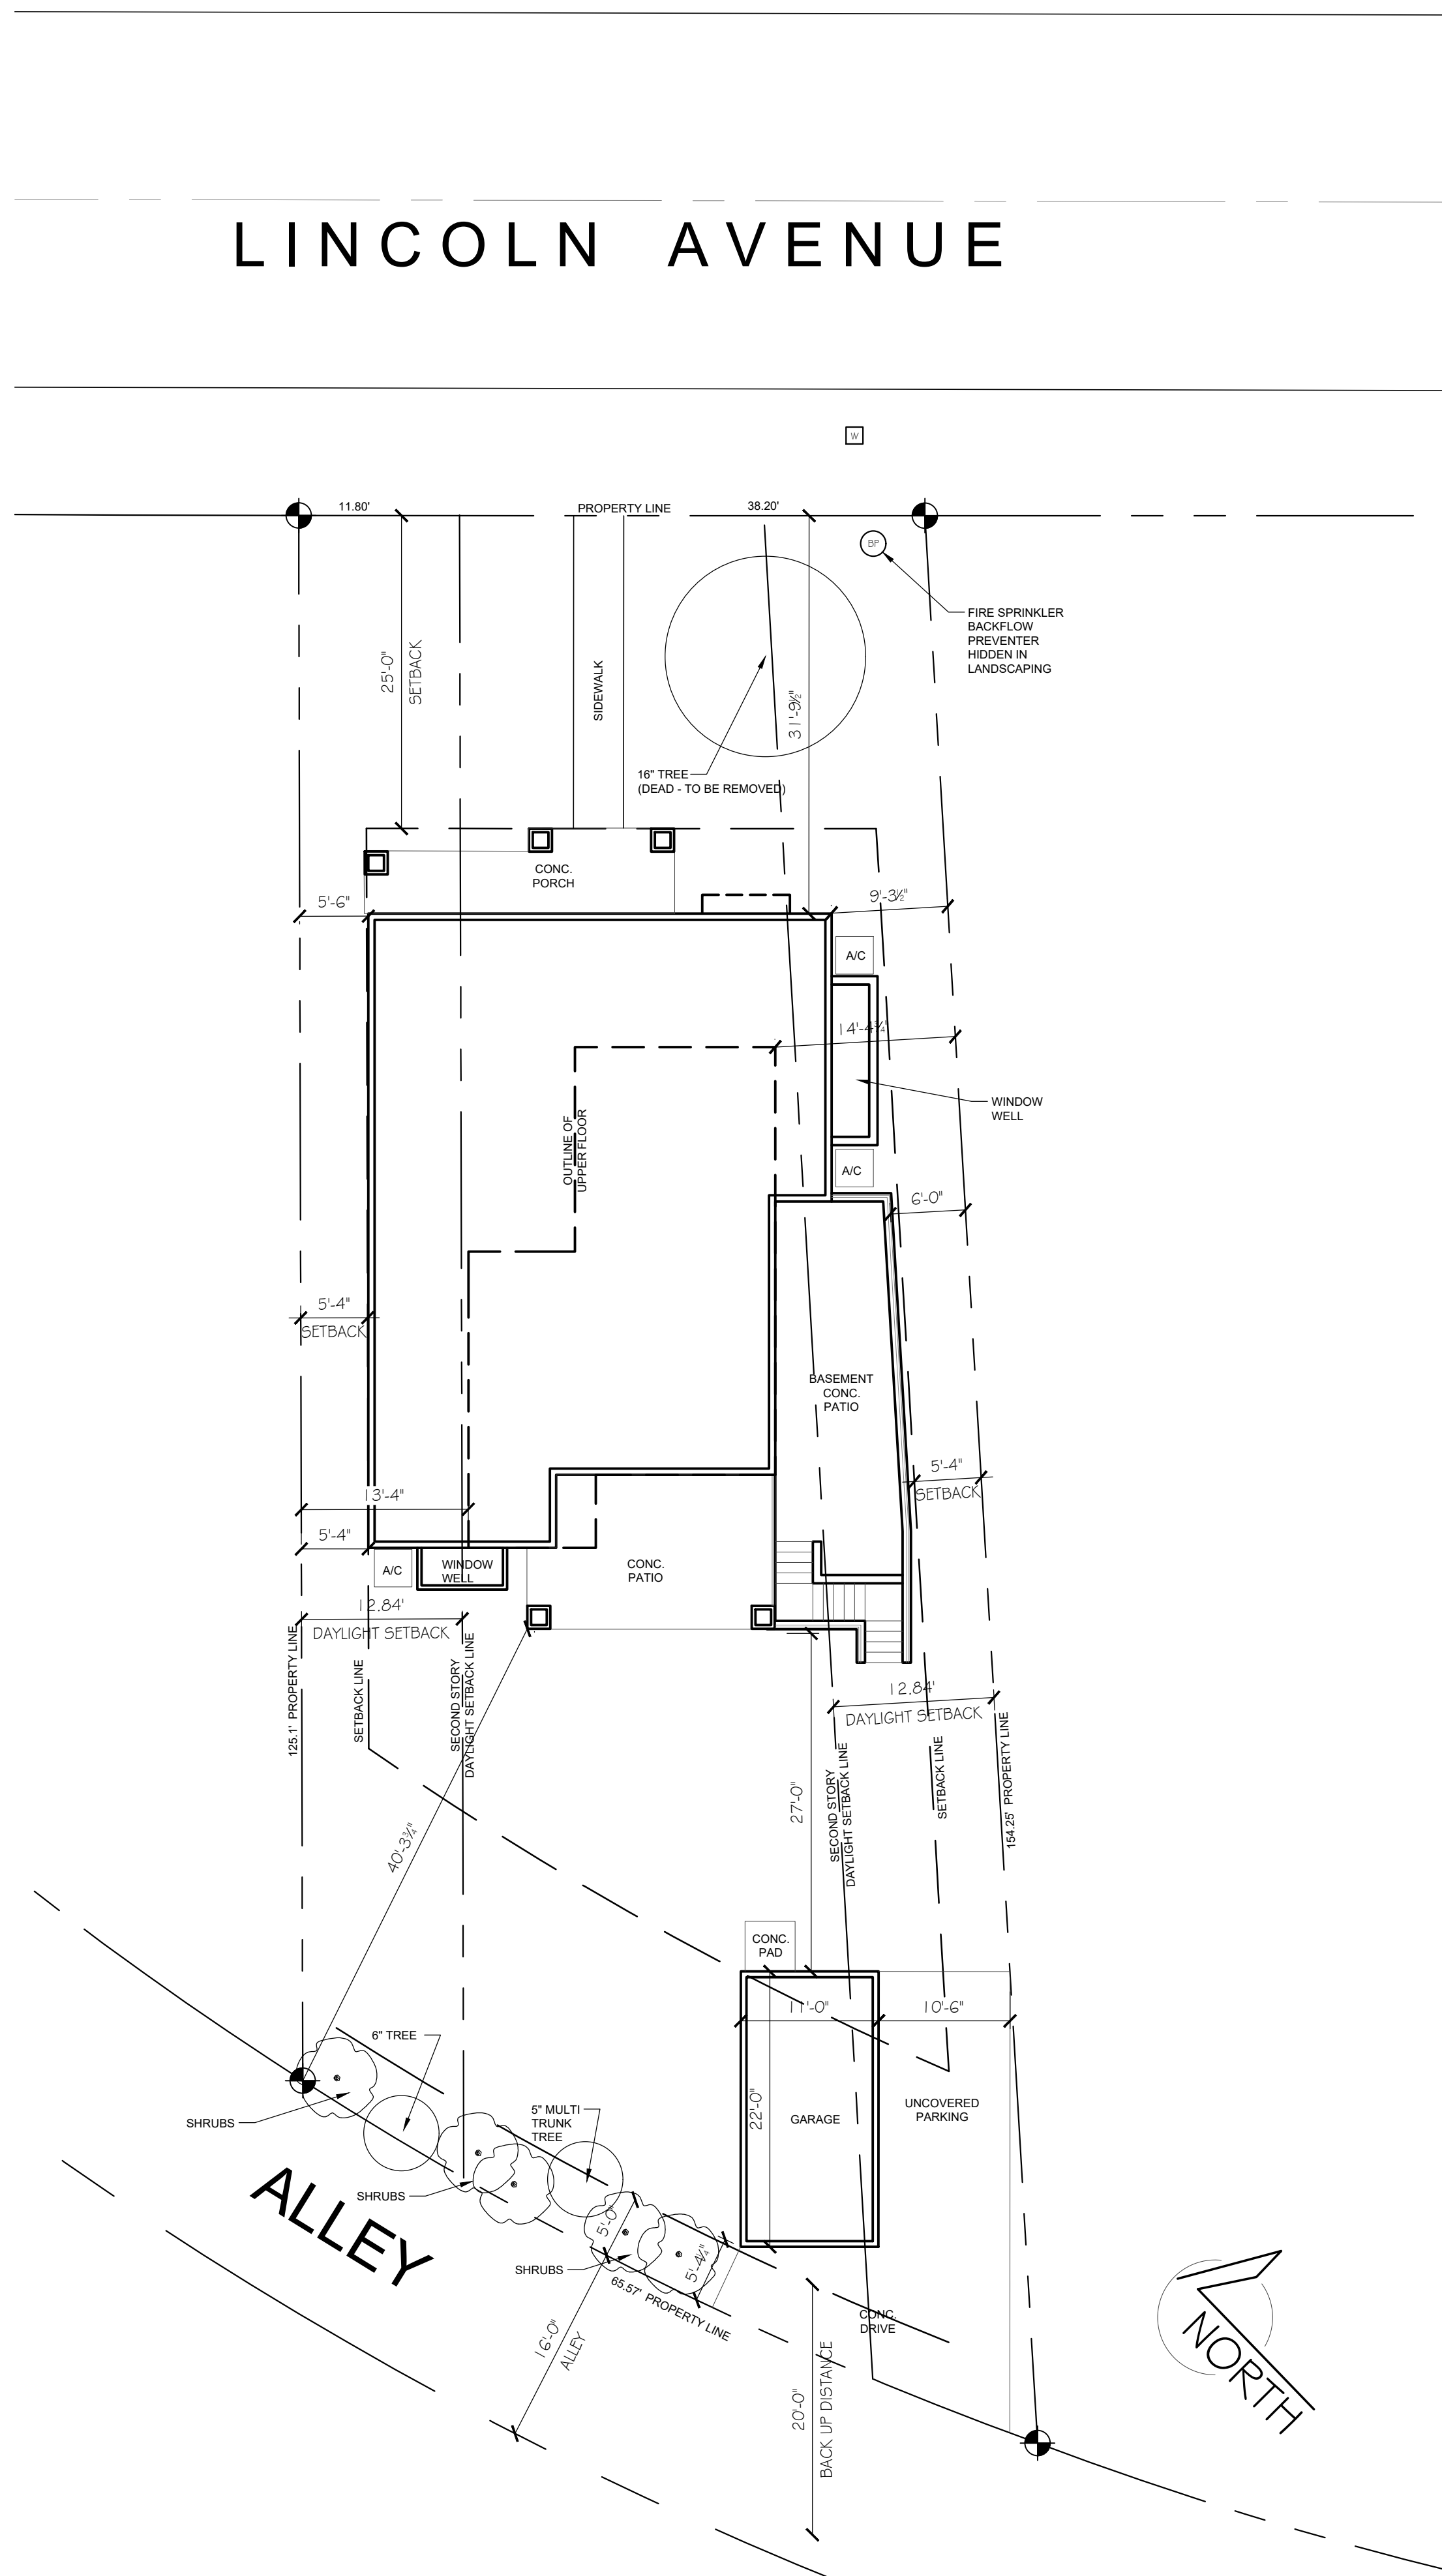 LINCOLN AVENUE
W
11.80'
PROPERTY LINE
38.20'
BP
FIRE SPRINKLER
BACKFLOW
PREVENTER
HIDDEN IN
LANDSCAPING
25'-0"
SETBACK
SIDEWALK
31'-9½"
16" TREE
(DEAD - TO BE REMOVED)
CONC.
PORCH
5'-6"
9'-3½"
A/C
14'-4¾"
WINDOW
WELL
OUTLINE OF
UPPER FLOOR
A/C
6'-0"
5'-4"
SETBACK
BASEMENT
CONC.
PATIO
5'-4"
SETBACK
13'-4"
5'-4"
A/C
WINDOW
WELL
CONC.
PATIO
12.84'
DAYLIGHT SETBACK
125.1' PROPERTY LINE
SETBACK LINE
SECOND STORY
DAYLIGHT SETBACK LINE
12.84'
DAYLIGHT SETBACK
40'-3¾"
27'-0"
SECOND STORY
DAYLIGHT SETBACK LINE
SETBACK LINE
154.25' PROPERTY LINE
CONC.
PAD
11'-0"
10'-6"
6" TREE
22'-0"
GARAGE
UNCOVERED
PARKING
SHRUBS
5" MULTI
TRUNK
TREE
SHRUBS
ALLEY
5'-0"
5'-4¼"
SHRUBS
65.57' PROPERTY LINE
16'-0"
ALLEY
CONC.
DRIVE
20'-0"
BACK UP DISTANCE
NORTH